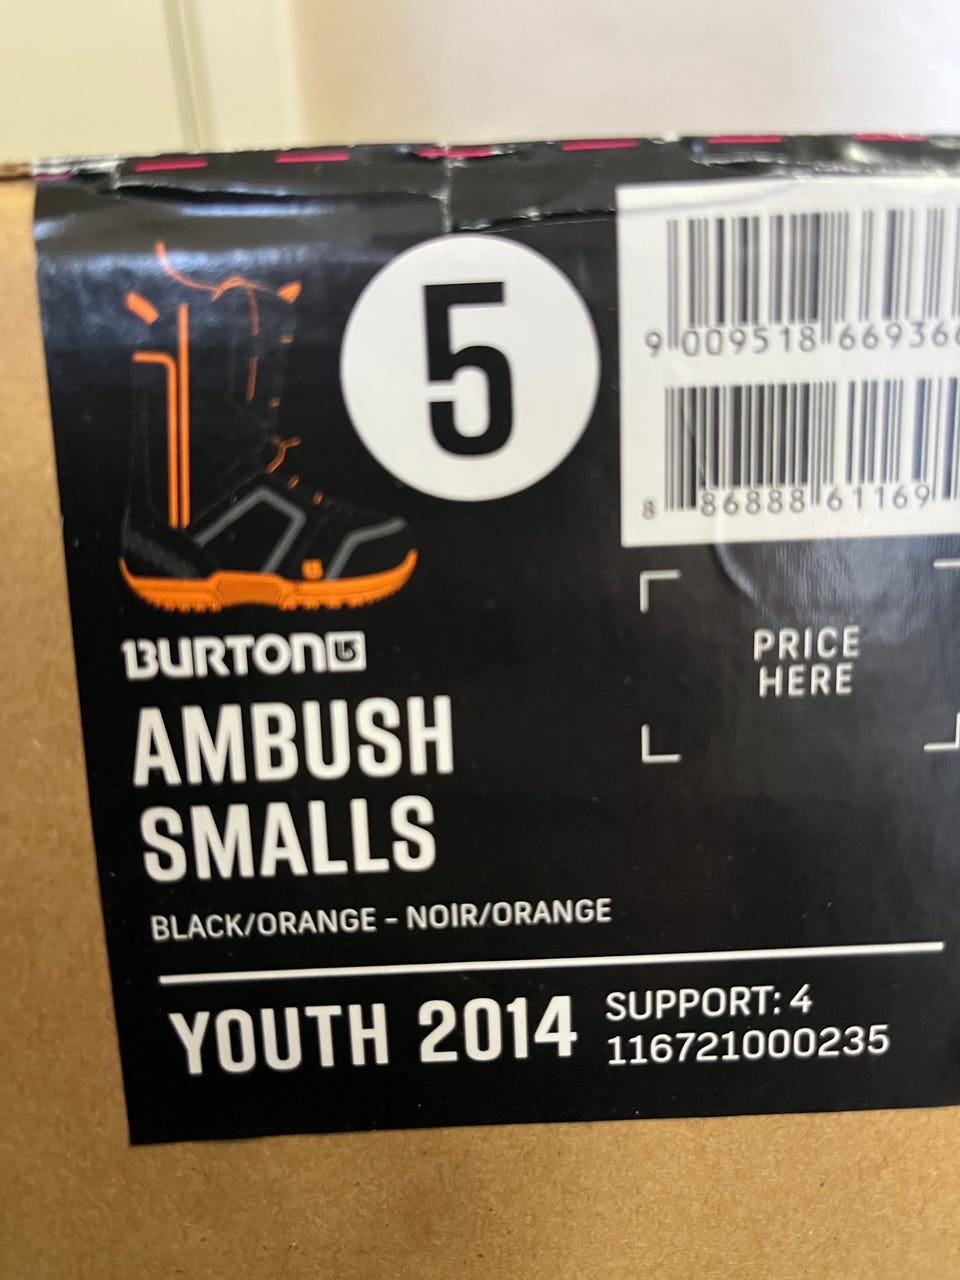 5
9 009518 66936
8 86888 61169
BURTON
AMBUSH
SMALLS
BLACK/ORANGE - NOIR/ORANGE
PRICE
HERE
YOUTH 2014
SUPPORT: 4
116721000235